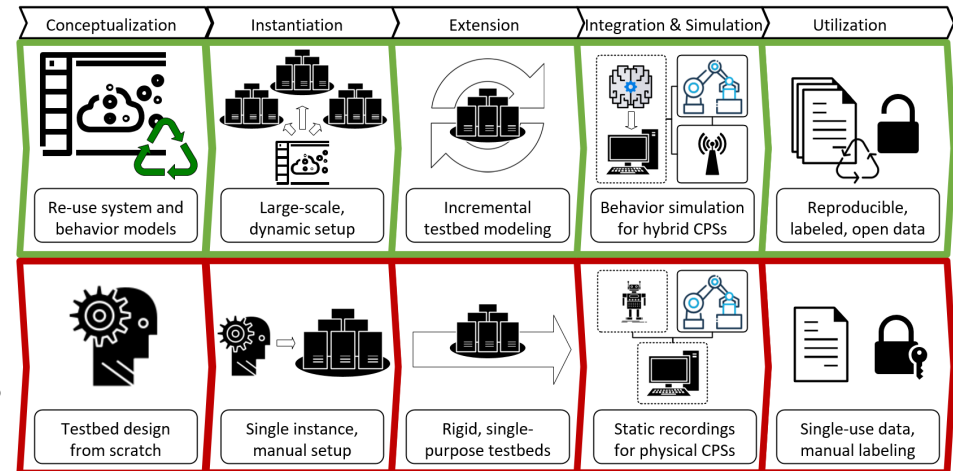 Conceptualization
Instantiation
Extension
Integration & Simulation
Utilization
Re-use system and
behavior models
Large-scale,
dynamic setup
Incremental
testbed modeling
Behavior simulation
for hybrid CPSs
Reproducible,
labeled, open data
Testbed design
from scratch
Single instance,
manual setup
Rigid, single-
purpose testbeds
Static recordings
for physical CPSs
Single-use data,
manual labeling